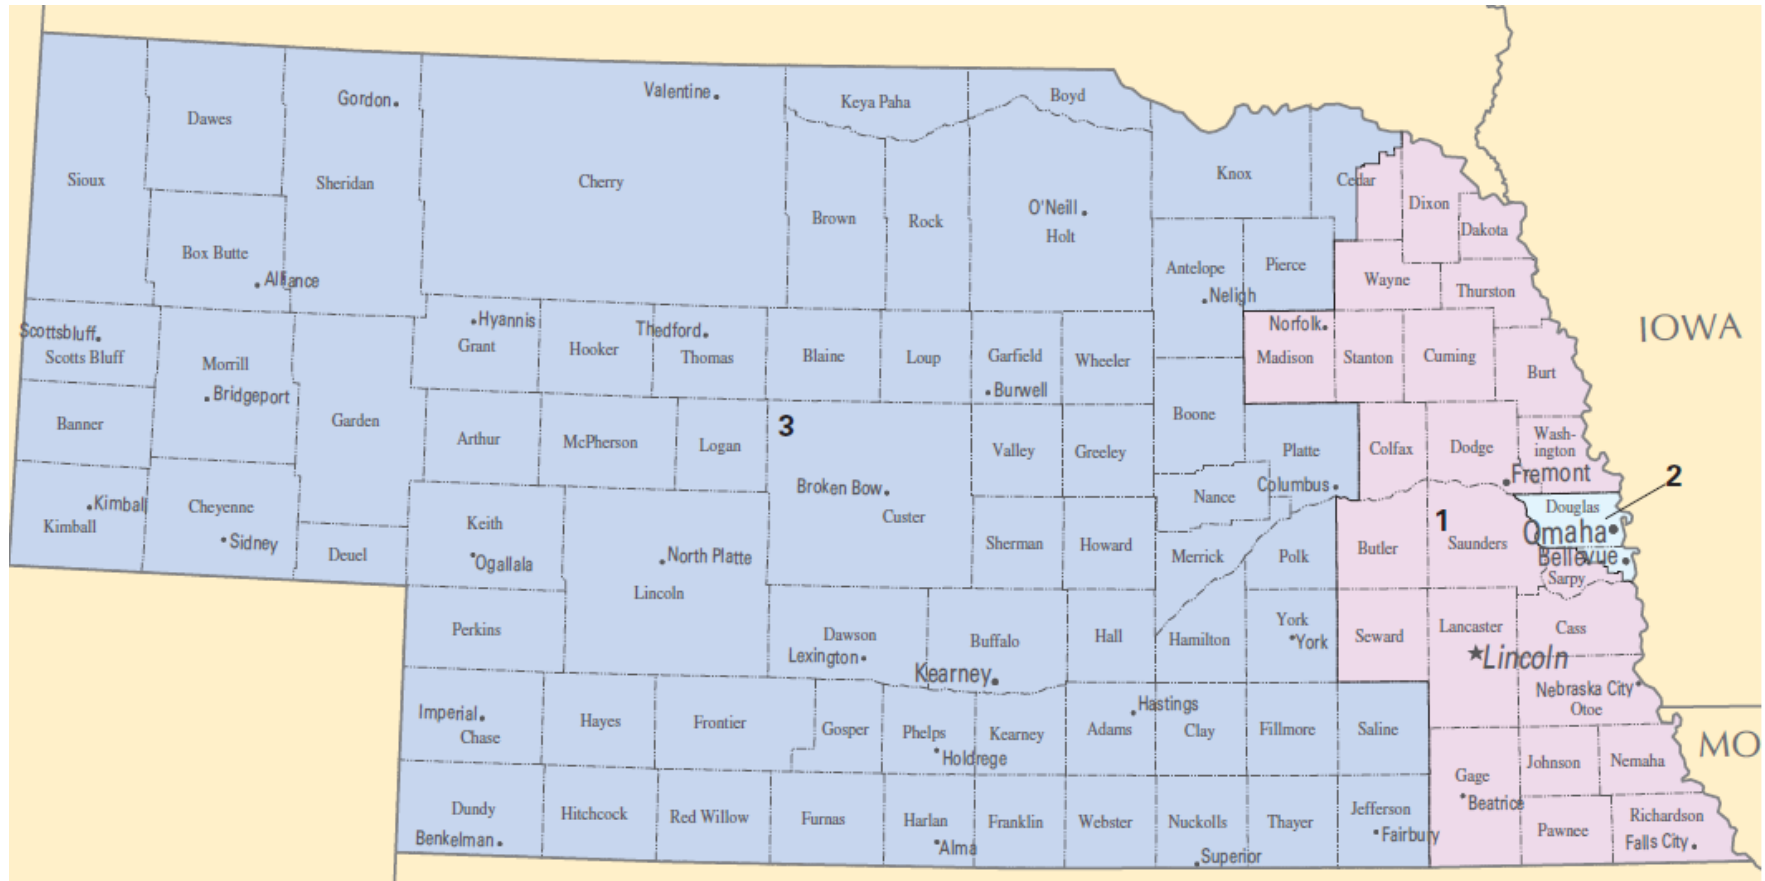 Gordon
Valentine
Keya Paha
Boyd
Dawes
Sioux
Sheridan
Cherry
Knox
Cedar
Brown
Rock
O'Neill
Holt
Dixon
Dakota
Box Butte
Alliance
Antelope
Neligh
Pierce
Wayne
Thurston
Scottsbluff
Scotts Bluff
Morrill
Bridgeport
Hyannis
Grant
Hooker
Thedford
Thomas
Blaine
Loup
Garfield
Burwell
Wheeler
Norfolk
Madison
Stanton
Cuming
Burt
IOWA
Banner
Garden
Arthur
McPherson
Logan
3
Valley
Greeley
Boone
Platte
Columbus
Colfax
Dodge
Wash-
ington
Fremont
2
Kimball
Kimball
Cheyenne
Sidney
Deuel
Keith
Ogallala
North Platte
Lincoln
Broken Bow
Custer
Sherman
Howard
Nance
Merrick
Polk
Butler
1
Saunders
Douglas
Omaha
Bellevue
Sarpy
Perkins
Dawson
Lexington
Buffalo
Kearney
Hall
Hamilton
York
York
Seward
Lancaster
Lincoln
Cass
Nebraska City
Otoe
Imperial
Chase
Hayes
Frontier
Gosper
Phelps
Holdrege
Kearney
Adams
Hastings
Clay
Fillmore
Saline
Gage
Beatrice
Johnson
Nemaha
MO
Dundy
Benkelman
Hitchcock
Red Willow
Furnas
Harlan
Alma
Franklin
Webster
Nuckolls
Superior
Thayer
Jefferson
Fairbury
Pawnee
Richardson
Falls City